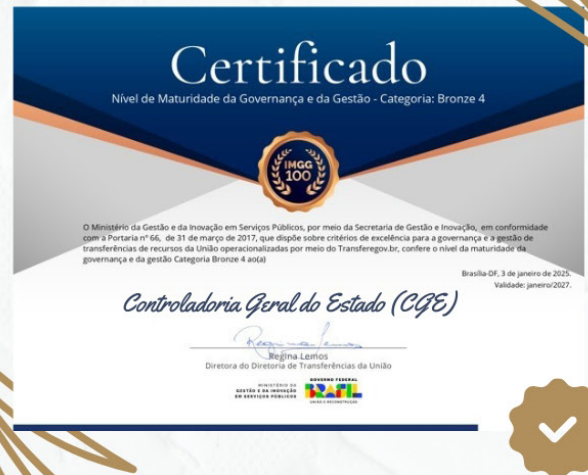 Certificado
Nível de Maturidade da Governança e da Gestão - Categoria: Bronze 4
IMGG
100
O Ministério da Gestão e da Inovação em Serviços Públicos, por meio da Secretaria de Gestão e Inovação, em conformidade
com a Portaria nº 66, de 31 de março de 2017, que dispõe sobre critérios de excelência para a governança e a gestão de
transferências de recursos da União operacionalizadas por meio do Transferegov.br, confere o nível da maturidade da
governança e da gestão Categoria Bronze 4 ao(a)
Brasília-DF, 3 de janeiro de 2025.
Validade: janeiro/2027.
Controladoria Geral do Estado (CGE)
Regina Lemos
Regina Lemos
Diretora do Diretoria de Transferências da União
MINISTÉRIO DA
GESTÃO E DA INOVAÇÃO
EM SERVIÇOS PÚBLICOS
GOVERNO FEDERAL
BRASIL
UNIÃO E RECONSTRUÇÃO